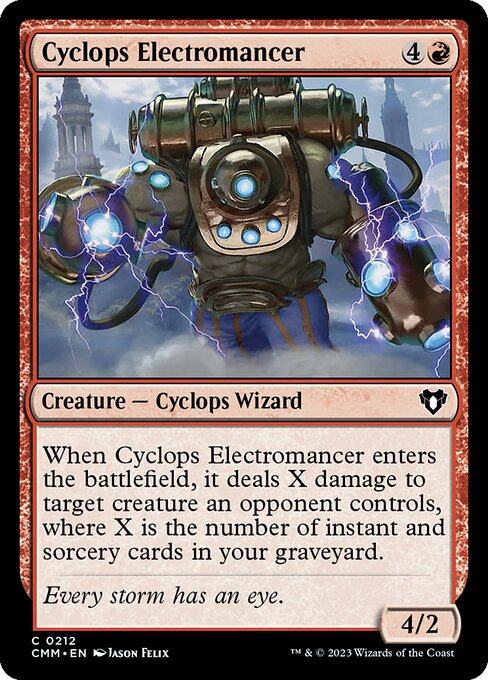 Cyclops Electromancer 4
Creature — Cyclops Wizard
When Cyclops Electromancer enters
the battlefield, it deals X damage to
target creature an opponent controls,
where X is the number of instant and
sorcery cards in your graveyard.
Every storm has an eye.
4/2
C 0212
CMM • EN Jason Felix
™ & © 2023 Wizards of the Coast